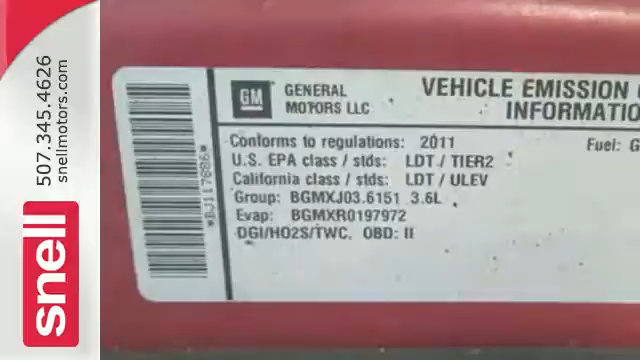 507.345.4626
snellmotors.com
snell
*BJ117886*
GM
GENERAL
MOTORS LLC
VEHICLE EMISSION
INFORMATIO
Conforms to regulations: 2011
Fuel: G
U.S. EPA class / stds: LDT / TIER2
California class / stds: LDT / ULEV
Group: BGMXJ03.6151 3.6L
Evap: BGMXR0197972
DGI/HO2S/TWC, OBD: II